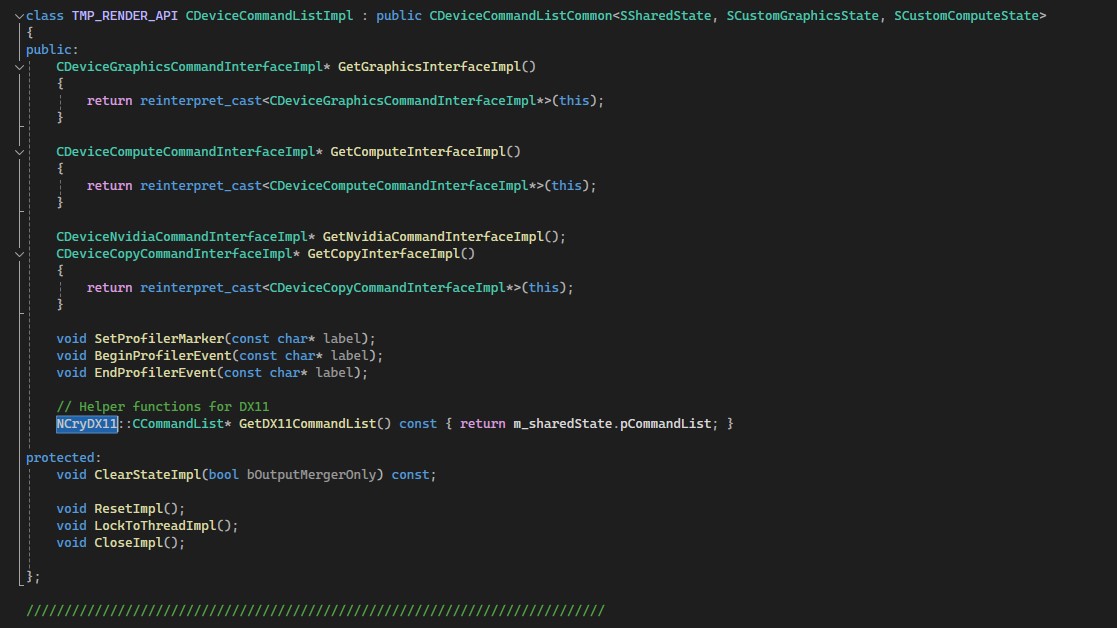 class TMP_RENDER_API CDeviceCommandListImpl : public CDeviceCommandListCommon<SSharedState, SCustomGraphicsState, SCustomComputeState>
{
public:
    CDeviceGraphicsCommandInterfaceImpl* GetGraphicsInterfaceImpl()
    {
        return reinterpret_cast<CDeviceGraphicsCommandInterfaceImpl*>(this);
    }

    CDeviceComputeCommandInterfaceImpl* GetComputeInterfaceImpl()
    {
        return reinterpret_cast<CDeviceComputeCommandInterfaceImpl*>(this);
    }

    CDeviceNvidiaCommandInterfaceImpl* GetNvidiaCommandInterfaceImpl();
    CDeviceCopyCommandInterfaceImpl* GetCopyInterfaceImpl()
    {
        return reinterpret_cast<CDeviceCopyCommandInterfaceImpl*>(this);
    }

    void SetProfilerMarker(const char* label);
    void BeginProfilerEvent(const char* label);
    void EndProfilerEvent(const char* label);

    // Helper functions for DX11
    NCryDX11::CCommandList* GetDX11CommandList() const { return m_sharedState.pCommandList; }

protected:
    void ClearStateImpl(bool bOutputMergerOnly) const;

    void ResetImpl();
    void LockToThreadImpl();
    void CloseImpl();

};

////////////////////////////////////////////////////////////////////////////